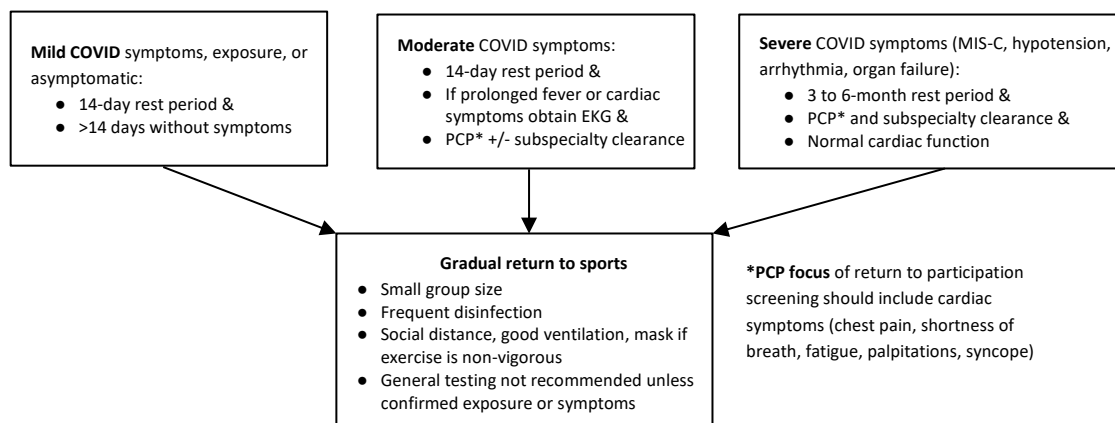 Mild COVID symptoms, exposure, or
asymptomatic:
● 14-day rest period &
● >14 days without symptoms
Moderate COVID symptoms:
● 14-day rest period &
● If prolonged fever or cardiac
symptoms obtain EKG &
● PCP* +/- subspecialty clearance
Severe COVID symptoms (MIS-C, hypotension,
arrhythmia, organ failure):
● 3 to 6-month rest period &
● PCP* and subspecialty clearance &
● Normal cardiac function
Gradual return to sports
● Small group size
● Frequent disinfection
● Social distance, good ventilation, mask if
exercise is non-vigorous
● General testing not recommended unless
confirmed exposure or symptoms
*PCP focus of return to participation
screening should include cardiac
symptoms (chest pain, shortness of
breath, fatigue, palpitations, syncope)